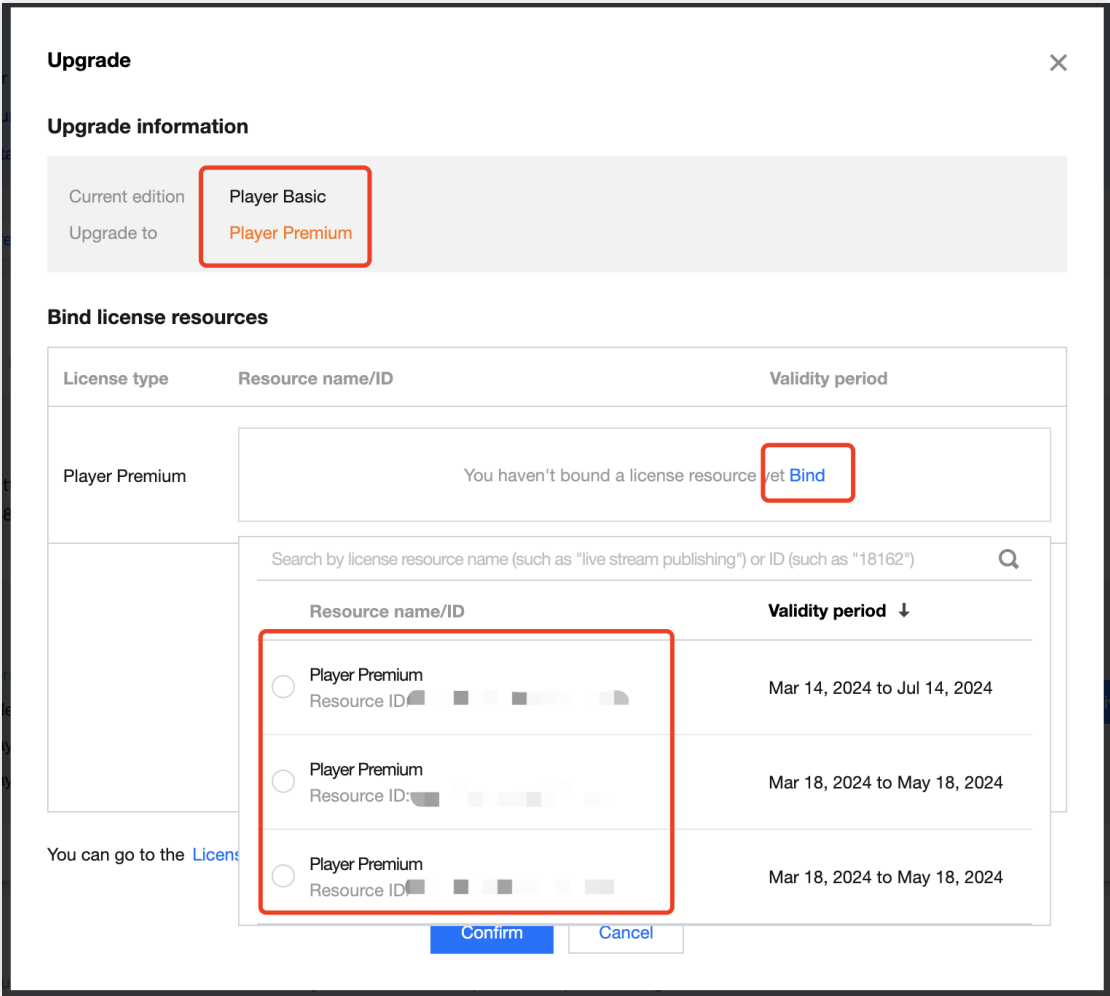 Upgrade
Upgrade information
Current edition Player Basic
Upgrade to Player Premium
Bind license resources
License type Resource name/ID Validity period
Player Premium You haven't bound a license resource yet Bind
Search by license resource name (such as "live stream publishing") or ID (such as "18162")
Resource name/ID Validity period ↓
Player Premium
Resource ID:
Mar 14, 2024 to Jul 14, 2024
Player Premium
Resource ID:
Mar 18, 2024 to May 18, 2024
You can go to the Licens
Player Premium
Resource ID:
Mar 18, 2024 to May 18, 2024
Confirm Cancel